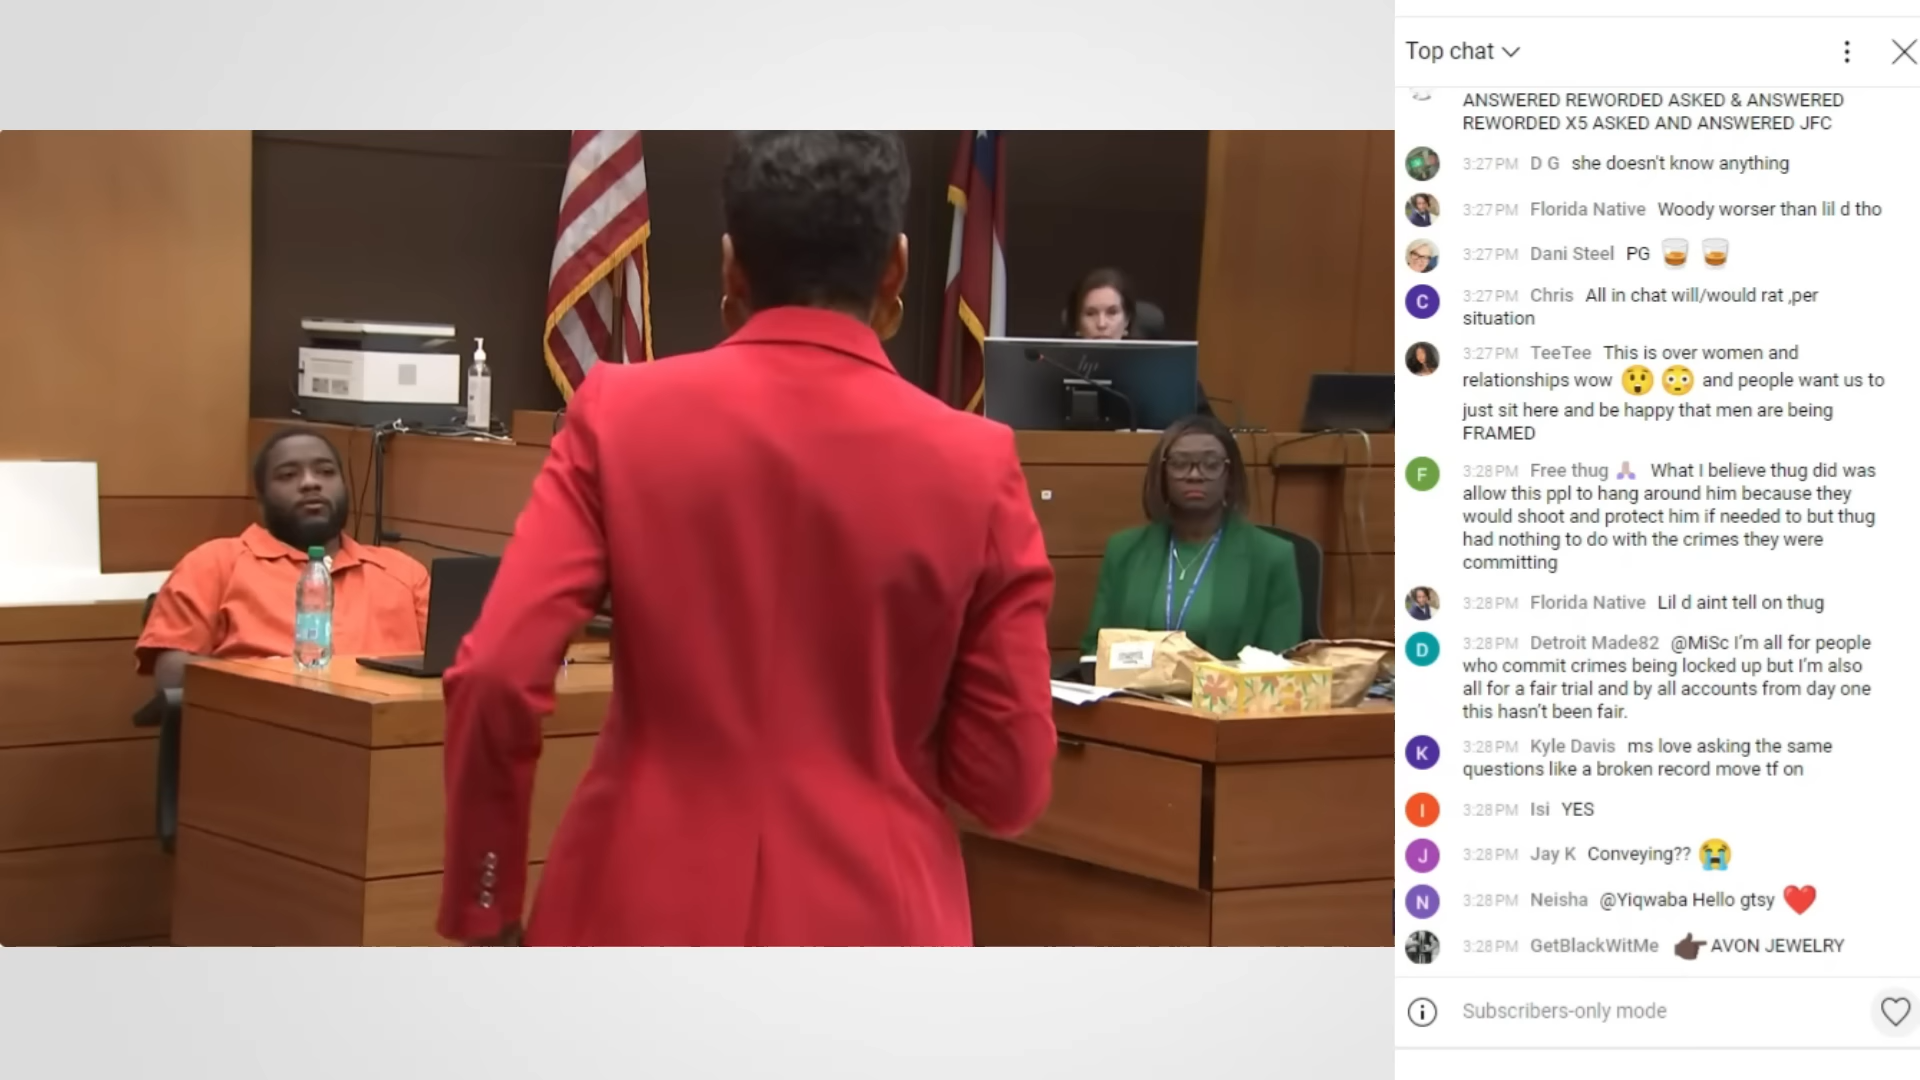 Top chat
ANSWERED REWORDED ASKED & ANSWERED
REWORDED X5 ASKED AND ANSWERED JFC
3:27 PM D G she doesn't know anything
3:27 PM Florida Native Woody worser than lil d tho
3:27 PM Dani Steel PG 🥃 🥃
C
3:27 PM Chris All in chat will/would rat ,per
situation
3:27 PM TeeTee This is over women and
relationships wow 😲 😳 and people want us to
just sit here and be happy that men are being
FRAMED
F
3:28 PM Free thug 🙏🏼 What I believe thug did was
allow this ppl to hang around him because they
would shoot and protect him if needed to but thug
had nothing to do with the crimes they were
committing
3:28 PM Florida Native Lil d aint tell on thug
D
3:28 PM Detroit Made82 @MiSc I'm all for people
who commit crimes being locked up but I'm also
all for a fair trial and by all accounts from day one
this hasn't been fair.
K
3:28 PM Kyle Davis ms love asking the same
questions like a broken record move tf on
I
3:28 PM Isi YES
J
3:28 PM Jay K Conveying?? 😭
N
3:28 PM Neisha @Yiqwaba Hello gtsy ❤️
3:28 PM GetBlackWitMe 👉🏿 AVON JEWELRY
Subscribers-only mode
hp